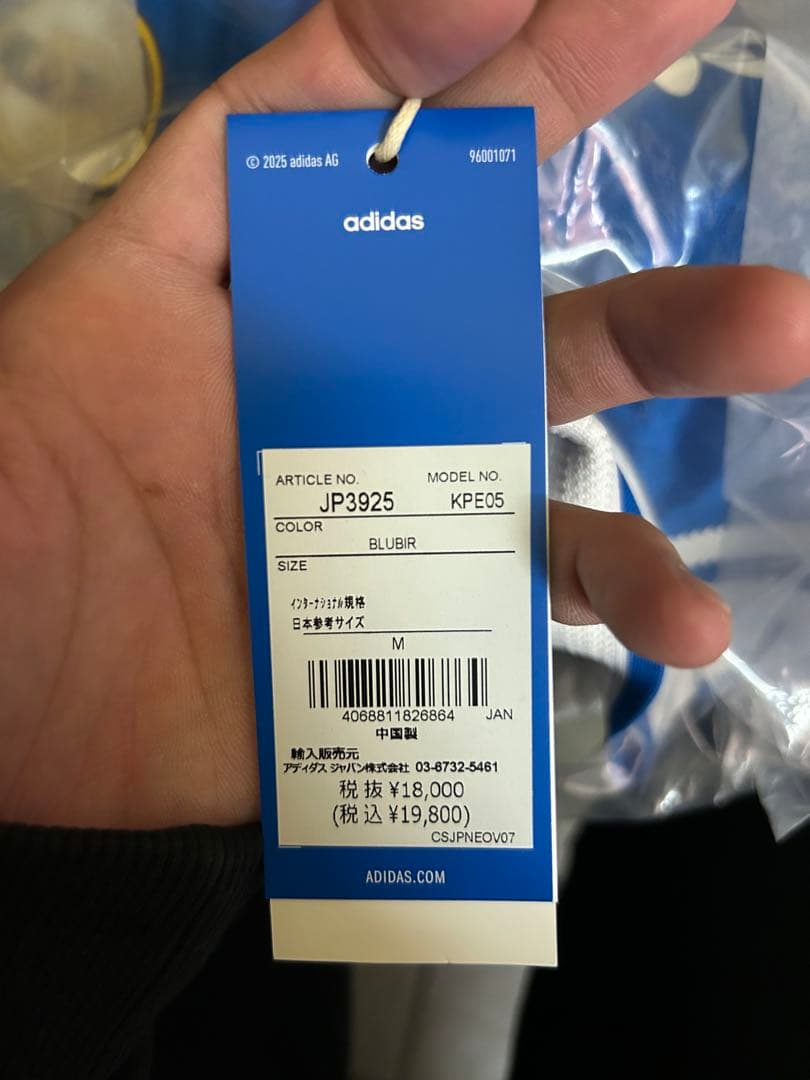 © 2025 adidas AG 96001071
adidas
ARTICLE NO. MODEL NO.
JP3925 KPE05
COLOR
BLUBIR
SIZE
インターナショナル規格
日本参考サイズ
M
4068811826864 JAN
中国製
輸入販売元
アディダス ジャパン株式会社 03-6732-5461
税抜 ¥18,000
(税込 ¥19,800)
CSJPNEOV07
ADIDAS.COM